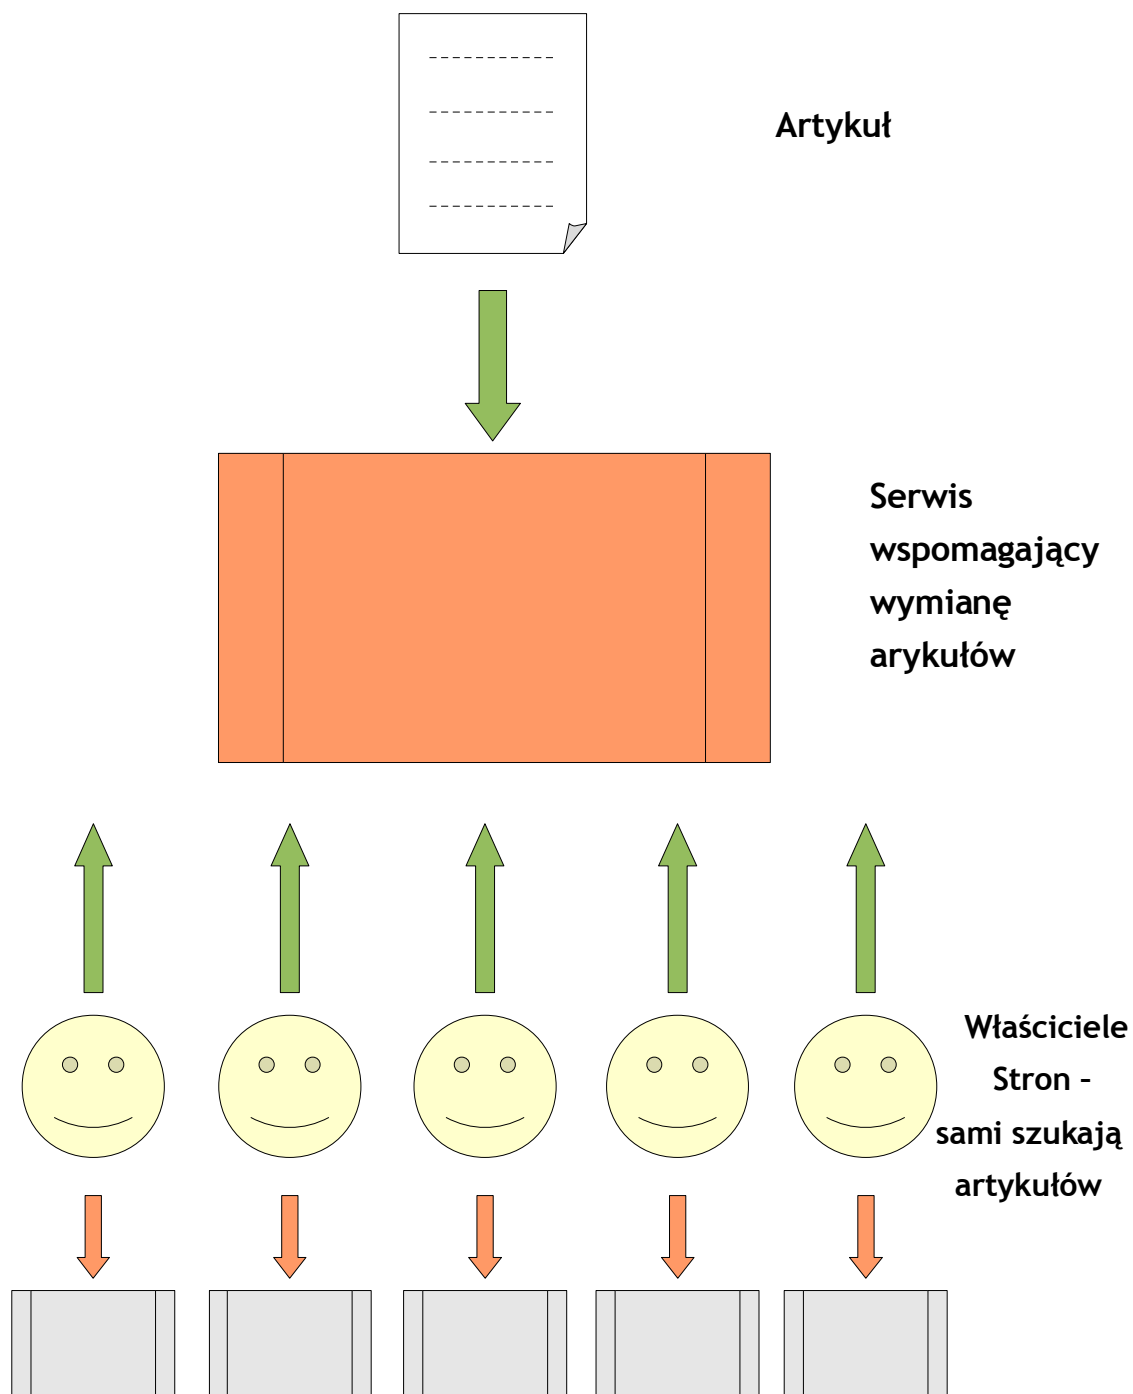 Artykuł
Serwis
wspomagający
wymianę
arykułów
Właściciele
Stron –
sami szukają
artykułów